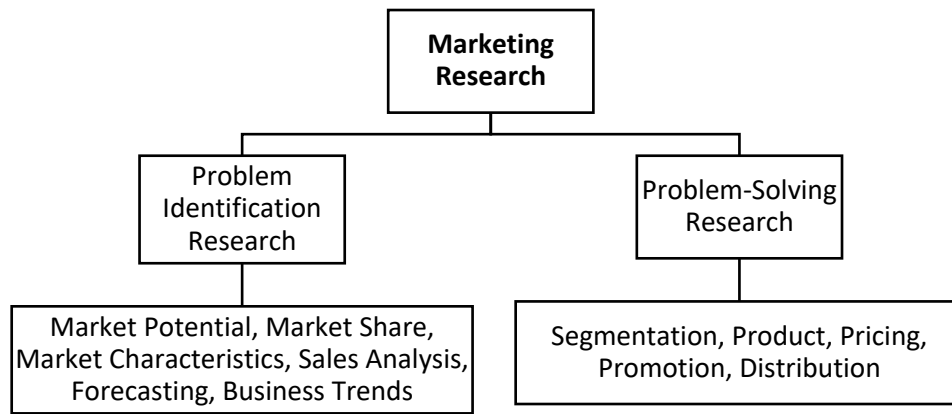 Marketing
Research
Problem
Identification
Research
Problem-Solving
Research
Market Potential, Market Share,
Market Characteristics, Sales Analysis,
Forecasting, Business Trends
Segmentation, Product, Pricing,
Promotion, Distribution